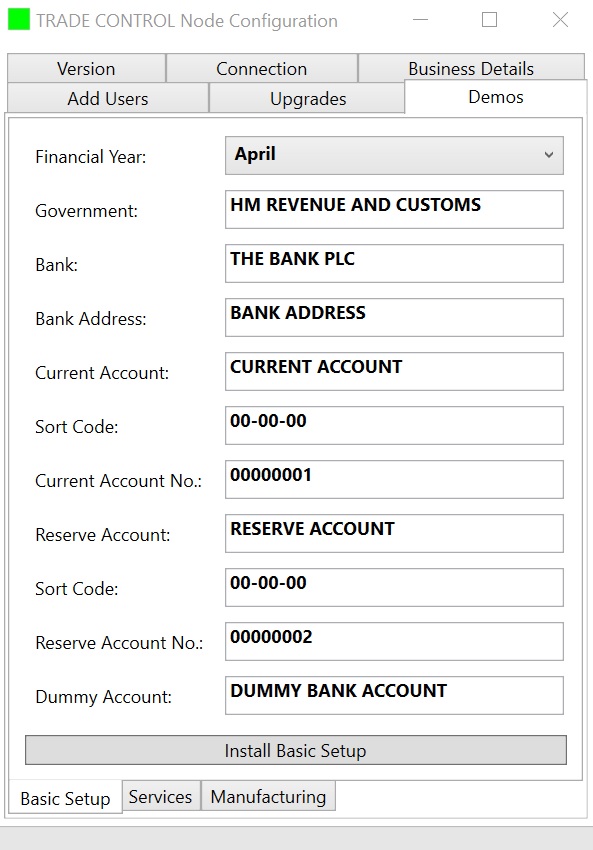 TRADE CONTROL Node Configuration
Version Connection Business Details
Add Users Upgrades Demos
Financial Year: April
Government: HM REVENUE AND CUSTOMS
Bank: THE BANK PLC
Bank Address: BANK ADDRESS
Current Account: CURRENT ACCOUNT
Sort Code: 00-00-00
Current Account No.: 00000001
Reserve Account: RESERVE ACCOUNT
Sort Code: 00-00-00
Reserve Account No.: 00000002
Dummy Account: DUMMY BANK ACCOUNT
Install Basic Setup
Basic Setup Services Manufacturing